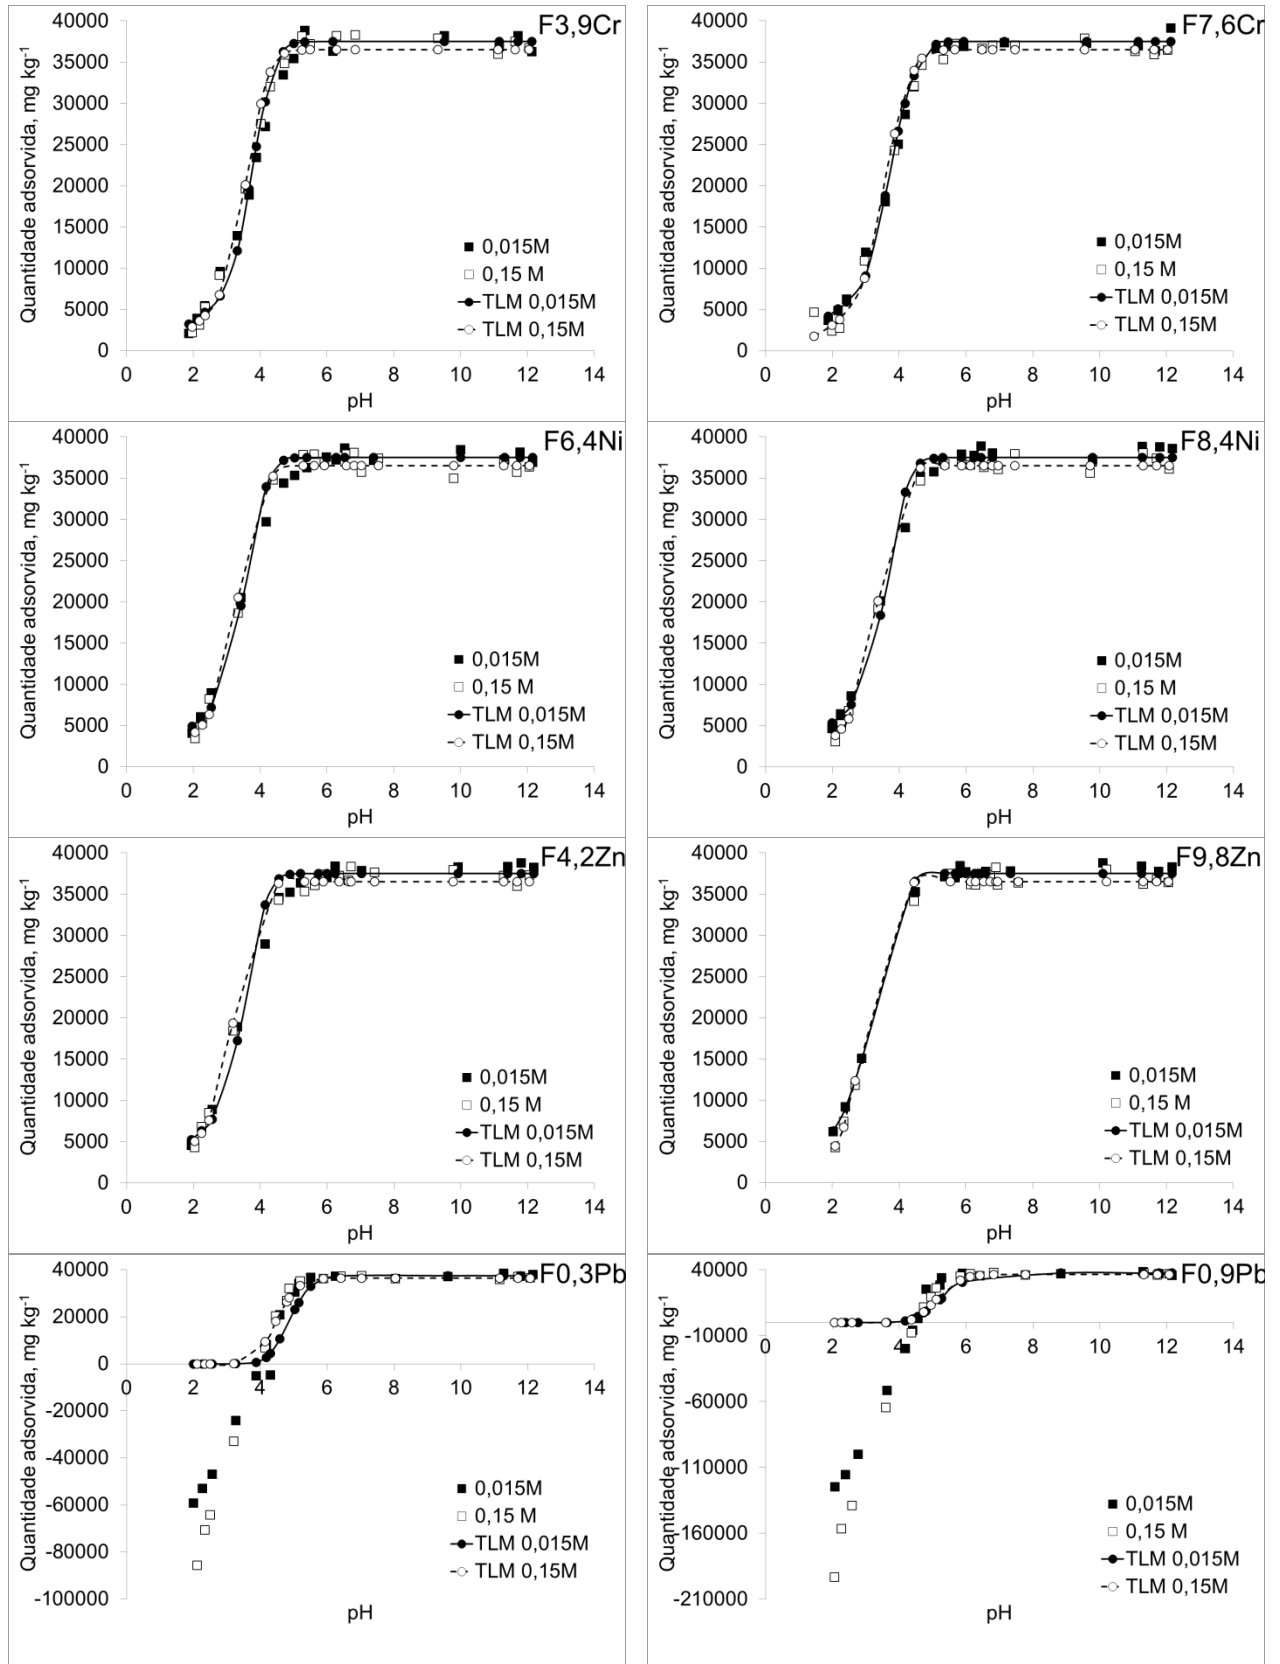 F3,9Cr
Quantidade adsorvida, mg kg⁻¹
40000
35000
30000
25000
20000
15000
10000
5000
0
0 2 4 6 8 10 12 14
pH
0,015M
0,15 M
TLM 0,015M
TLM 0,15M
F7,6Cr
Quantidade adsorvida, mg kg⁻¹
40000
35000
30000
25000
20000
15000
10000
5000
0
0 2 4 6 8 10 12 14
pH
0,015M
0,15 M
TLM 0,015M
TLM 0,15M
F6,4Ni
Quantidade adsorvida, mg kg⁻¹
40000
35000
30000
25000
20000
15000
10000
5000
0
0 2 4 6 8 10 12 14
pH
0,015M
0,15 M
TLM 0,015M
TLM 0,15M
F8,4Ni
Quantidade adsorvida, mg kg⁻¹
40000
35000
30000
25000
20000
15000
10000
5000
0
0 2 4 6 8 10 12 14
pH
0,015M
0,15 M
TLM 0,015M
TLM 0,15M
F4,2Zn
Quantidade adsorvida, mg kg⁻¹
40000
35000
30000
25000
20000
15000
10000
5000
0
0 2 4 6 8 10 12 14
pH
0,015M
0,15 M
TLM 0,015M
TLM 0,15M
F9,8Zn
Quantidade adsorvida, mg kg⁻¹
40000
35000
30000
25000
20000
15000
10000
5000
0
0 2 4 6 8 10 12 14
pH
0,015M
0,15 M
TLM 0,015M
TLM 0,15M
F0,3Pb
Quantidade adsorvida, mg kg⁻¹
40000
20000
0
0 2 4 6 8 10 12 14
-20000
-40000
-60000
-80000
-100000
pH
0,015M
0,15 M
TLM 0,015M
TLM 0,15M
F0,9Pb
Quantidade adsorvida, mg kg⁻¹
40000
-10000
0 2 4 6 8 10 12 14
-60000
-110000
-160000
-210000
pH
0,015M
0,15 M
TLM 0,015M
TLM 0,15M